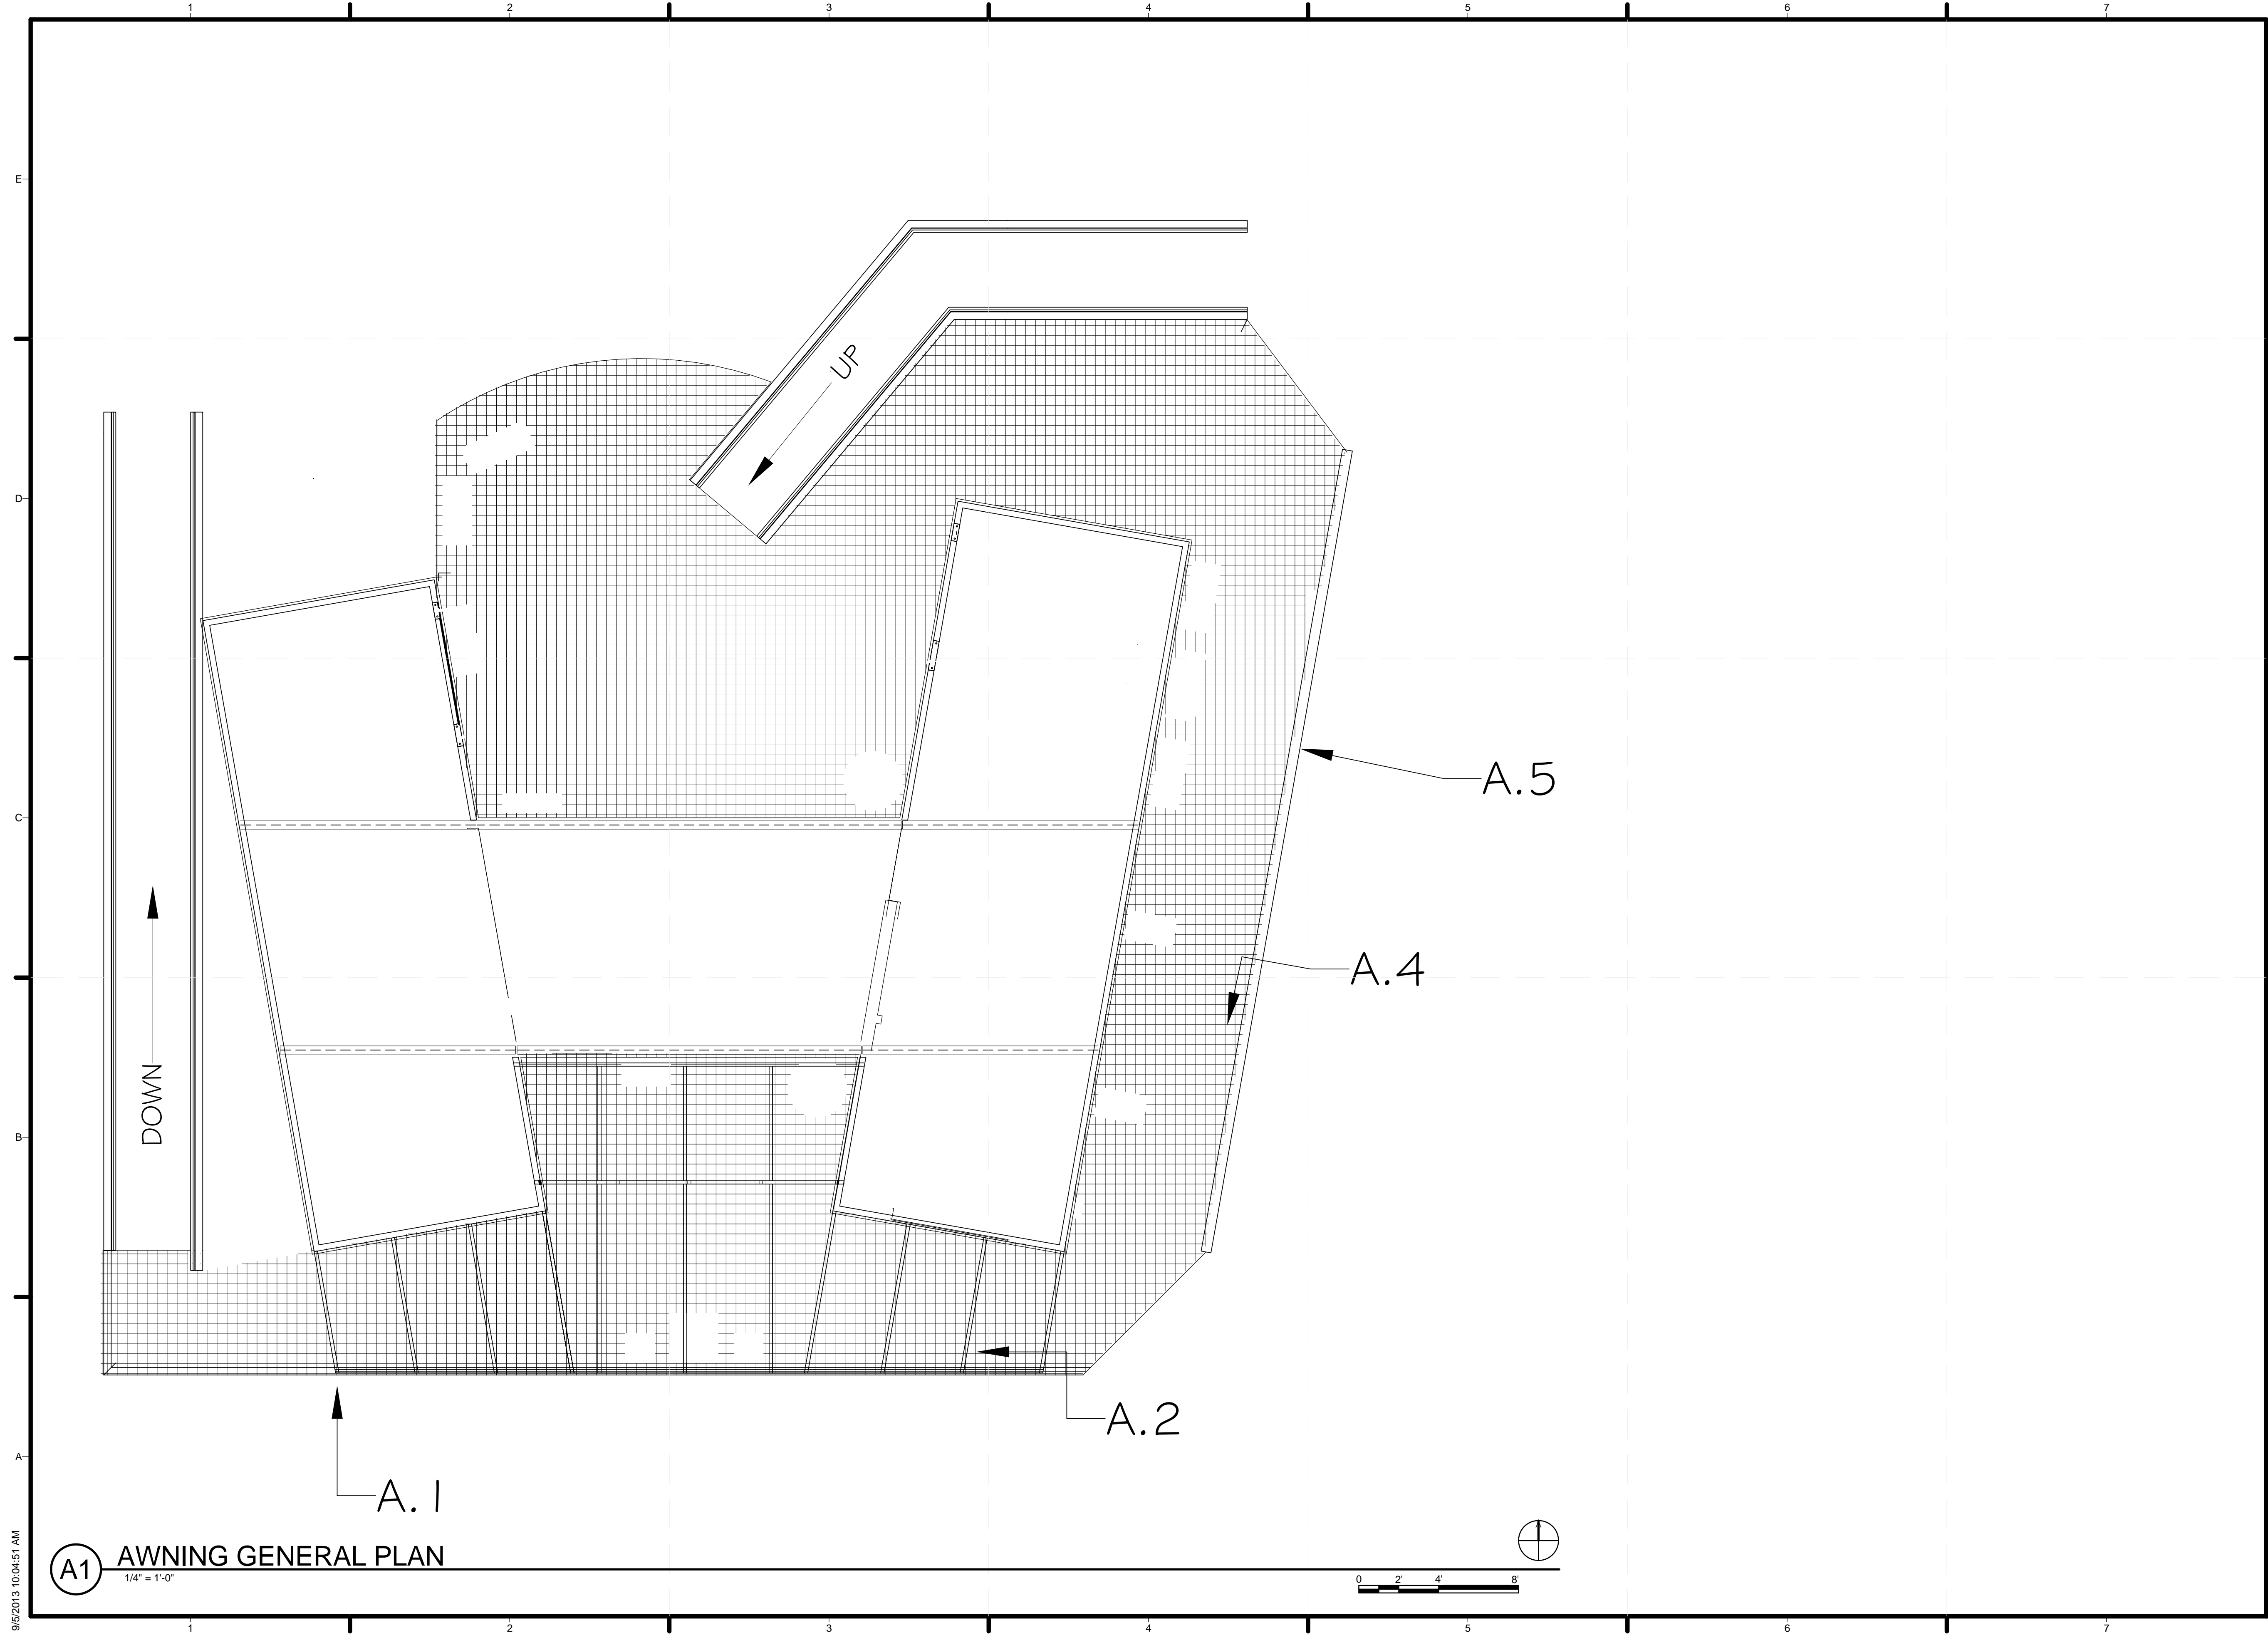 1 2 3 4 5 6 7
E
UP
D
A.5
C
A.4
DOWN
B
A.2
A
A.1
9/5/2013 10:04:51 AM
A1 AWNING GENERAL PLAN
1/4" = 1'-0"
0 2' 4' 8'
1 2 3 4 5 6 7